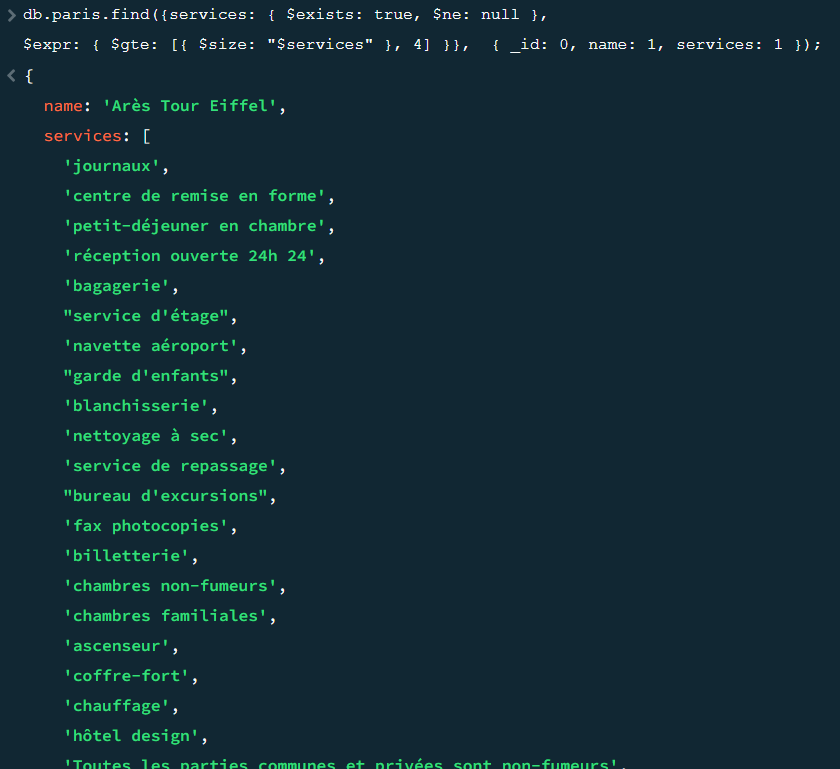 db.paris.find({services: { $exists: true, $ne: null },
$expr: { $gte: [{ $size: "$services" }, 4] }}, { _id: 0, name: 1, services: 1 });
{
name: 'Arès Tour Eiffel',
services: [
'journaux',
'centre de remise en forme',
'petit-déjeuner en chambre',
'réception ouverte 24h 24',
'bagagerie',
"service d'étage",
'navette aéroport',
"garde d'enfants",
'blanchisserie',
'nettoyage à sec',
'service de repassage',
"bureau d'excursions",
'fax photocopies',
'billetterie',
'chambres non-fumeurs',
'chambres familiales',
'ascenseur',
'coffre-fort',
'chauffage',
'hôtel design',
'Toutes les parties communes et privées sont non-fumeurs',